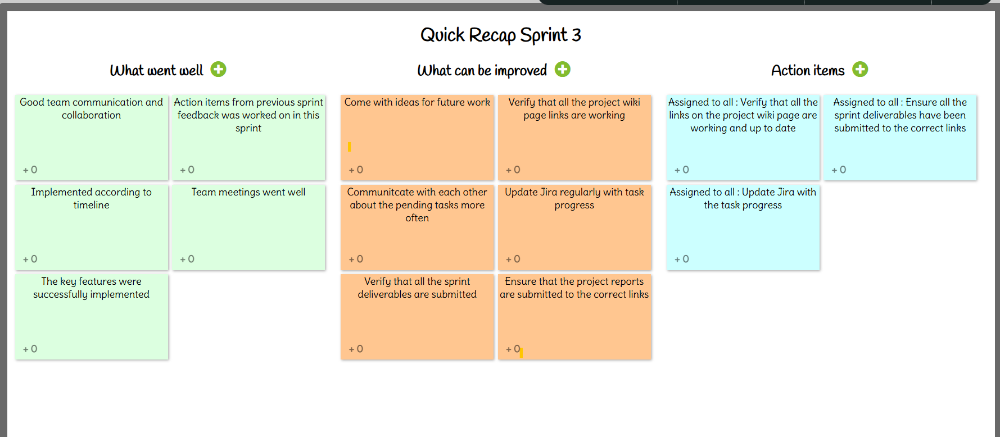 Quick Recap Sprint 3
What went well
Good team communication and
collaboration
+ 0
Action items from previous sprint
feedback was worked on in this
sprint
+ 0
Implemented according to
timeline
+ 0
Team meetings went well
+ 0
The key features were
successfully implemented
+ 0
What can be improved
Come with ideas for future work
+ 0
Verify that all the project wiki
page links are working
+ 0
Communitcate with each other
about the pending tasks more
often
+ 0
Update Jira regularly with task
progress
+ 0
Verify that all the sprint
deliverables are submitted
+ 0
Ensure that the project reports
are submitted to the correct links
+ 0
Action items
Assigned to all : Verify that all the
links on the project wiki page are
working and up to date
+ 0
Assigned to all : Ensure all the
sprint deliverables have been
submitted to the correct links
+ 0
Assigned to all : Update Jira with
the task progress
+ 0